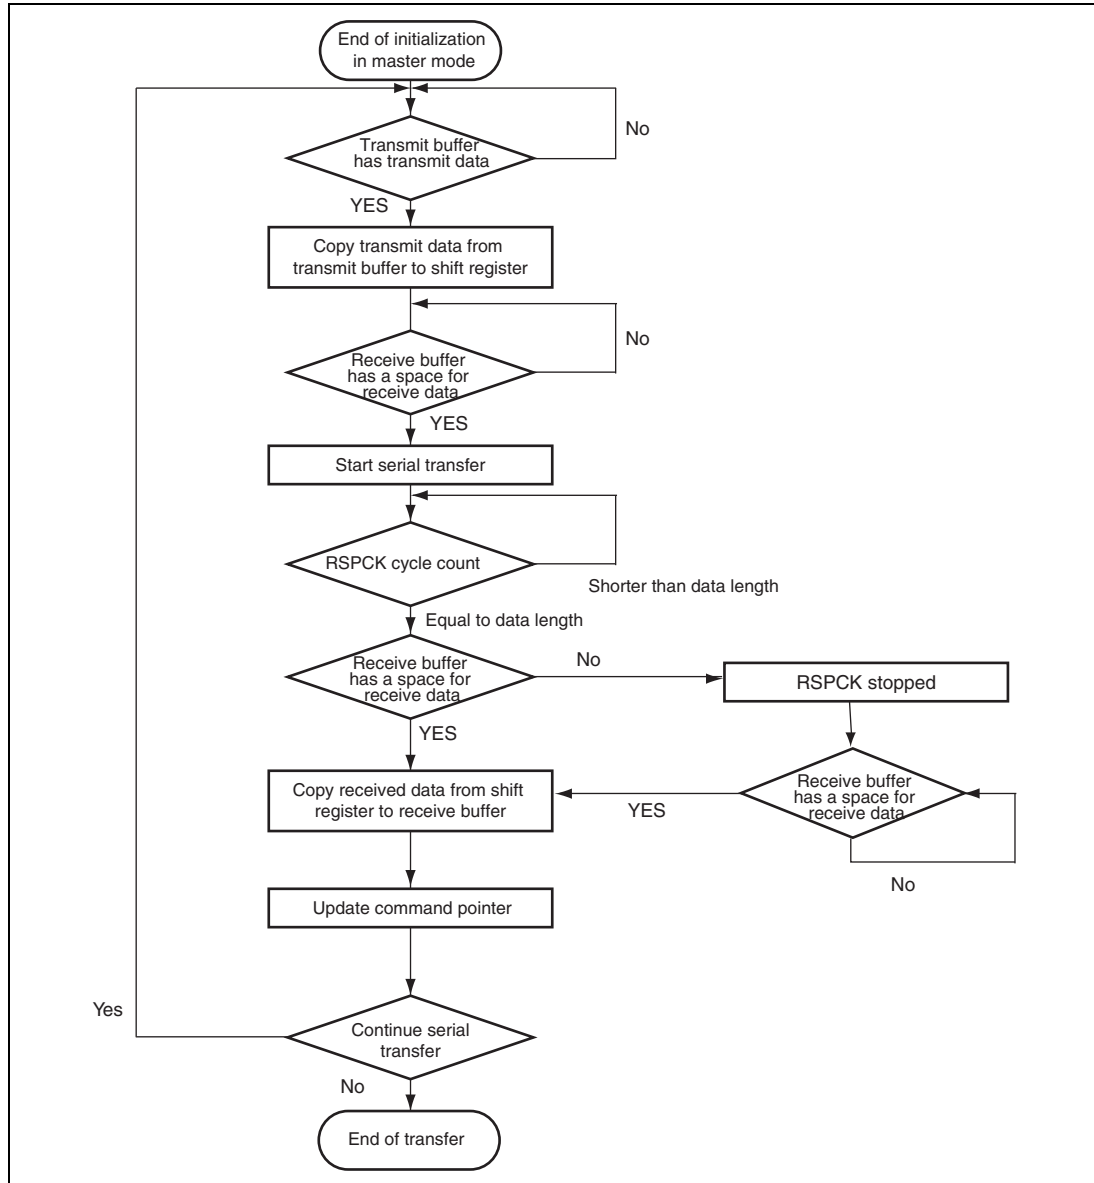 End of initialization
in master mode
No
Transmit buffer
has transmit data
YES
Copy transmit data from
transmit buffer to shift register
No
Receive buffer
has a space for
receive data
YES
Start serial transfer
RSPCK cycle count
Shorter than data length
Equal to data length
Receive buffer
has a space for
receive data
No
RSPCK stopped
YES
Copy received data from shift
register to receive buffer
YES
Receive buffer
has a space for
receive data
No
Update command pointer
Yes
Continue serial
transfer
No
End of transfer